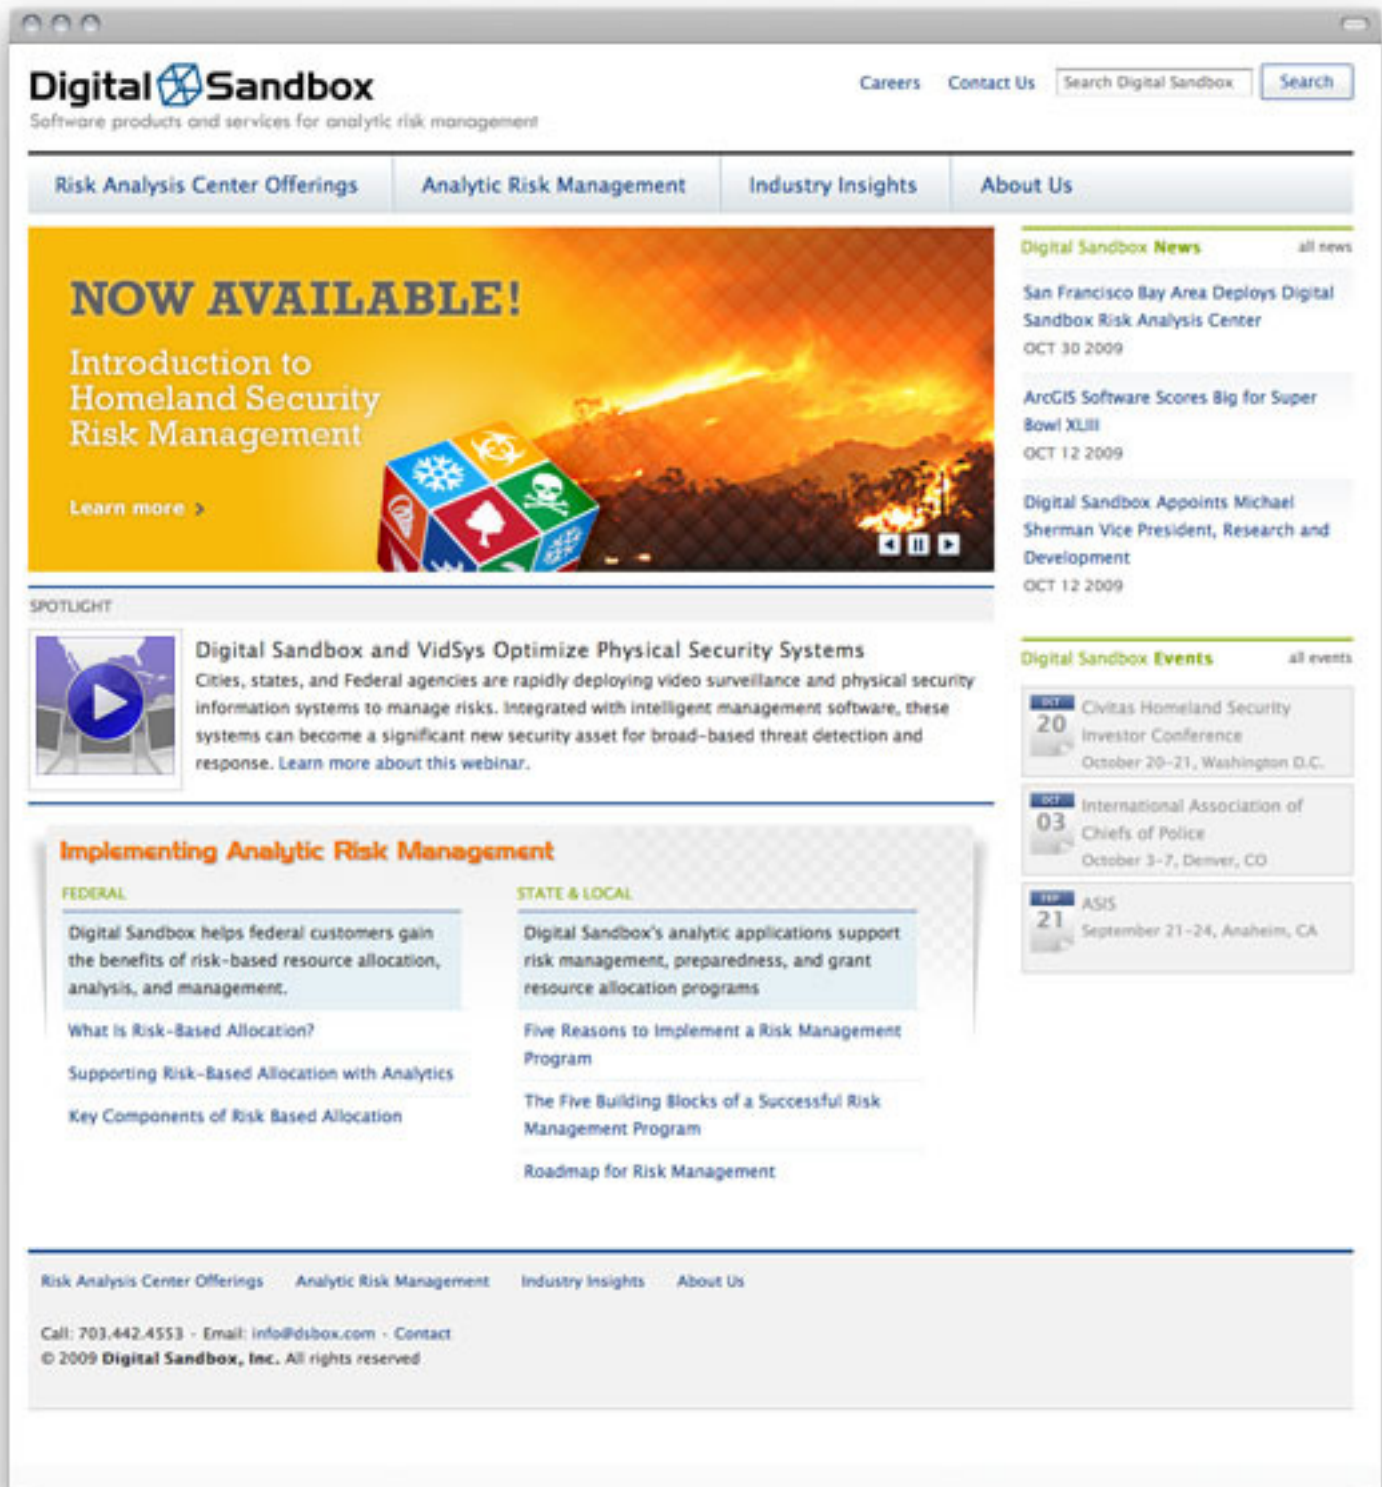 Digital Sandbox
Software products and services for analytic risk management
Careers Contact Us Search Digital Sandbox Search
Risk Analysis Center Offerings Analytic Risk Management Industry Insights About Us
NOW AVAILABLE!
Introduction to
Homeland Security
Risk Management
Learn more >
SPOTLIGHT
Digital Sandbox and VidSys Optimize Physical Security Systems
Cities, states, and Federal agencies are rapidly deploying video surveillance and physical security
information systems to manage risks. Integrated with intelligent management software, these
systems can become a significant new security asset for broad-based threat detection and
response. Learn more about this webinar.
Implementing Analytic Risk Management
FEDERAL
Digital Sandbox helps federal customers gain
the benefits of risk-based resource allocation,
analysis, and management.
What Is Risk-Based Allocation?
Supporting Risk-Based Allocation with Analytics
Key Components of Risk Based Allocation
STATE & LOCAL
Digital Sandbox's analytic applications support
risk management, preparedness, and grant
resource allocation programs
Five Reasons to Implement a Risk Management
Program
The Five Building Blocks of a Successful Risk
Management Program
Roadmap for Risk Management
Digital Sandbox News all news
San Francisco Bay Area Deploys Digital
Sandbox Risk Analysis Center
OCT 30 2009
ArcGIS Software Scores Big for Super
Bowl XLIII
OCT 12 2009
Digital Sandbox Appoints Michael
Sherman Vice President, Research and
Development
OCT 12 2009
Digital Sandbox Events all events
OCT
20
Civitas Homeland Security
Investor Conference
October 20-21, Washington D.C.
OCT
03
International Association of
Chiefs of Police
October 3-7, Denver, CO
SEP
21
ASIS
September 21-24, Anaheim, CA
Risk Analysis Center Offerings Analytic Risk Management Industry Insights About Us
Call: 703.442.4553 - Email: info@dsbox.com - Contact
© 2009 Digital Sandbox, Inc. All rights reserved